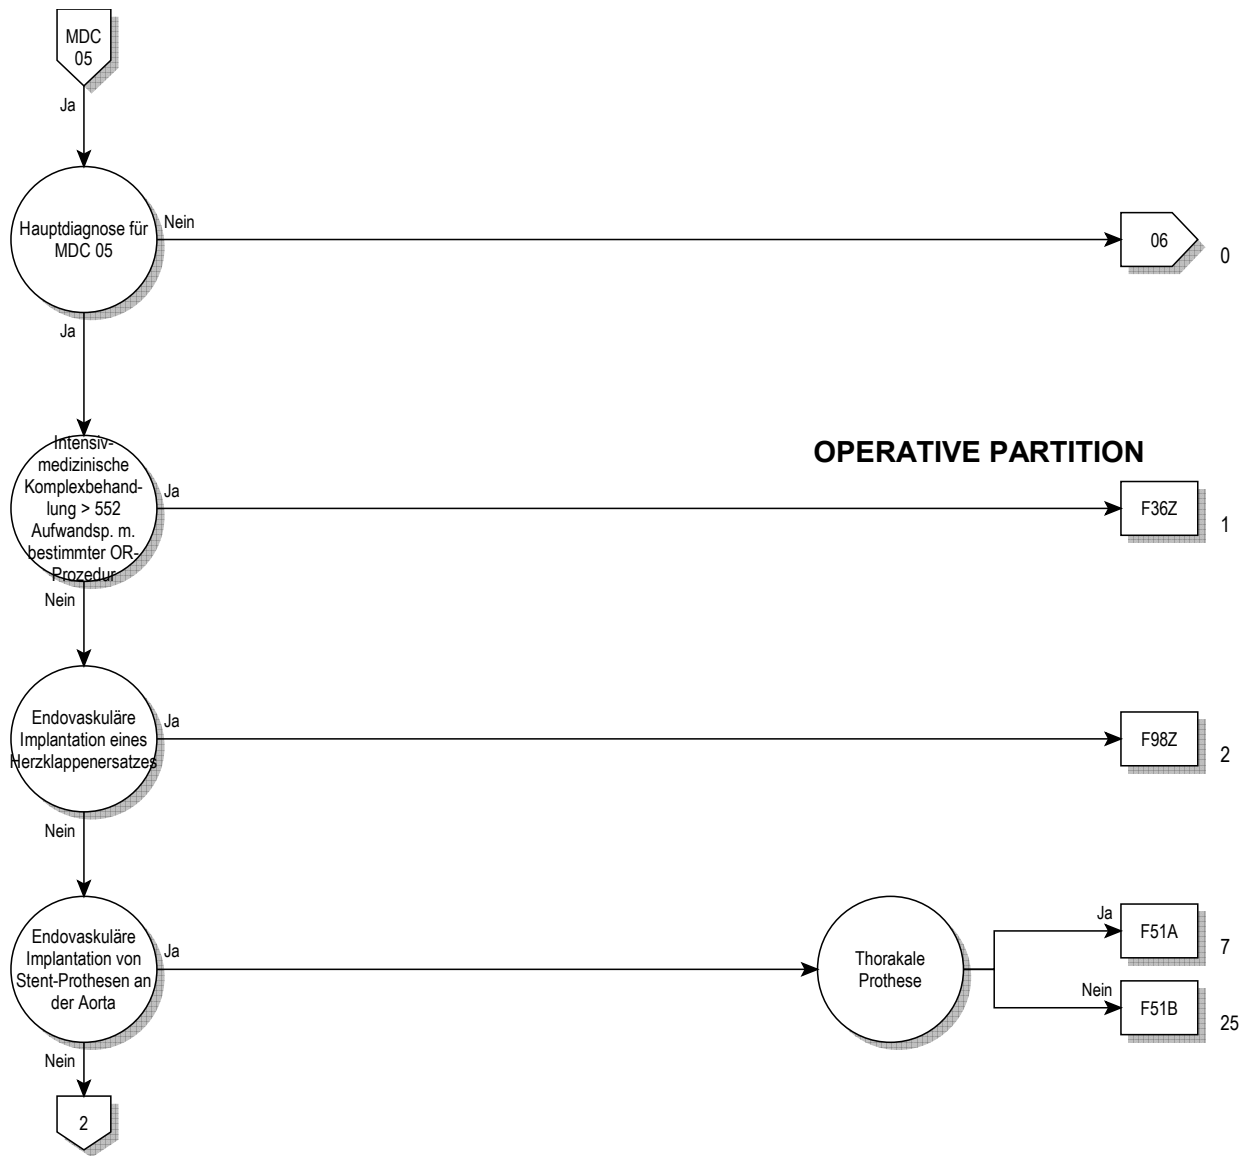 MDC
05
Ja
Hauptdiagnose für
MDC 05
Nein
06
0
Ja
OPERATIVE PARTITION
Intensiv-
medizinische
Komplexbehand-
lung > 552
Aufwandsp. m.
bestimmter OR-
Prozedur
Ja
F36Z
1
Nein
Endovaskuläre
Implantation eines
Herzklappenersatzes
Ja
F98Z
2
Nein
Endovaskuläre
Implantation von
Stent-Prothesen an
der Aorta
Ja
Thorakale
Prothese
Ja
F51A
7
Nein
F51B
25
Nein
2